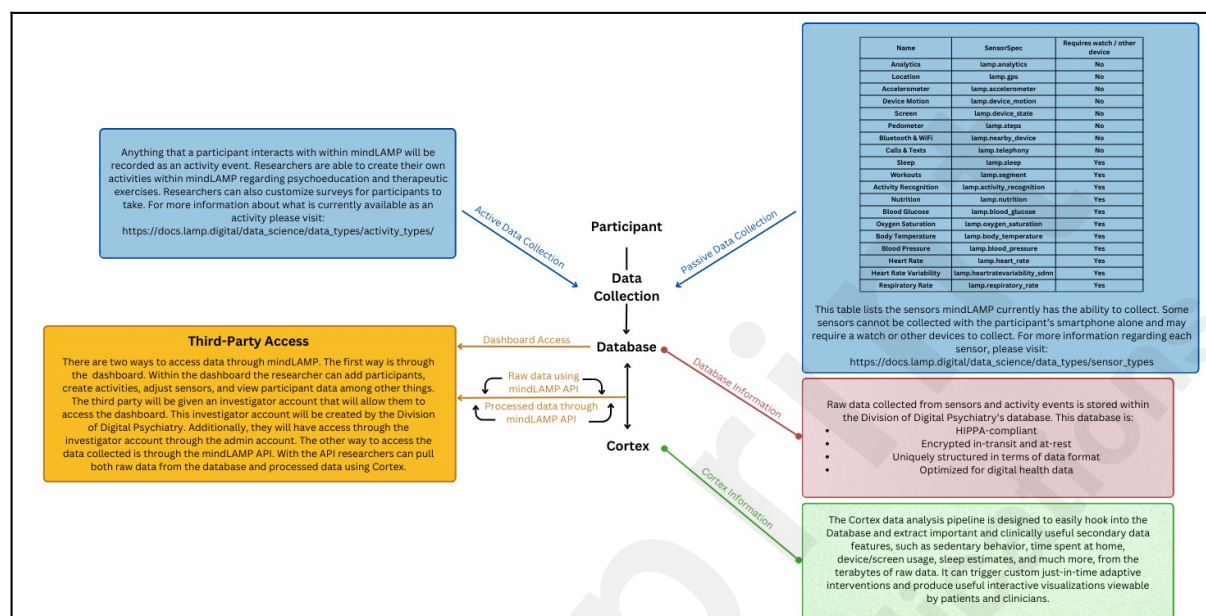 Name SensorSpec Requires watch / other device
Analytics lamp.analytics No
Location lamp.gps No
Accelerometer lamp.accelerometer No
Device Motion lamp.device_motion No
Screen lamp.device_state No
Pedometer lamp.steps No
Bluetooth & WiFi lamp.nearby_device No
Calls & Texts lamp.telephony No
Sleep lamp.sleep Yes
Workouts lamp.segment Yes
Activity Recognition lamp.activity_recognition Yes
Nutrition lamp.nutrition Yes
Blood Glucose lamp.blood_glucose Yes
Oxygen Saturation lamp.oxygen_saturation Yes
Body Temperature lamp.body_temperature Yes
Blood Pressure lamp.blood_pressure Yes
Heart Rate lamp.heart_rate Yes
Heart Rate Variability lamp.heartratevariability_sdnn Yes
Respiratory Rate lamp.respiratory_rate Yes
This table lists the sensors mindLAMP currently has the ability to collect. Some
sensors cannot be collected with the participant's smartphone alone and may
require a watch or other devices to collect. For more information regarding each
sensor, please visit:
https://docs.lamp.digital/data_science/data_types/sensor_types
Anything that a participant interacts with within mindLAMP will be
recorded as an activity event. Researchers are able to create their own
activities within mindLAMP regarding psychoeducation and therapeutic
exercises. Researchers can also customize surveys for participants to
take. For more information about what is currently available as an
activity please visit:
https://docs.lamp.digital/data_science/data_types/activity_types/
Active Data Collection
Participant
Passive Data Collection
Data
Collection
Third-Party Access
There are two ways to access data through mindLAMP. The first way is through
the dashboard. Within the dashboard the researcher can add participants,
create activities, adjust sensors, and view participant data among other things.
The third party will be given an investigator account that will allow them to
access the dashboard. This investigator account will be created by the Division
of Digital Psychiatry. Additionally, they will have access through the
investigator account through the admin account. The other way to access the
data collected is through the mindLAMP API. With the API researchers can pull
both raw data from the database and processed data using Cortex.
Dashboard Access
Database
Raw data using
mindLAMP API
Processed data through
mindLAMP API
Database Information
Cortex
Cortex Information
Raw data collected from sensors and activity events is stored within
the Division of Digital Psychiatry's database. This database is:
• HIPPA-compliant
• Encrypted in-transit and at-rest
• Uniquely structured in terms of data format
• Optimized for digital health data
The Cortex data analysis pipeline is designed to easily hook into the
Database and extract important and clinically useful secondary data
features, such as sedentary behavior, time spent at home,
device/screen usage, sleep estimates, and much more, from the
terabytes of raw data. It can trigger custom just-in-time adaptive
interventions and produce useful interactive visualizations viewable
by patients and clinicians.